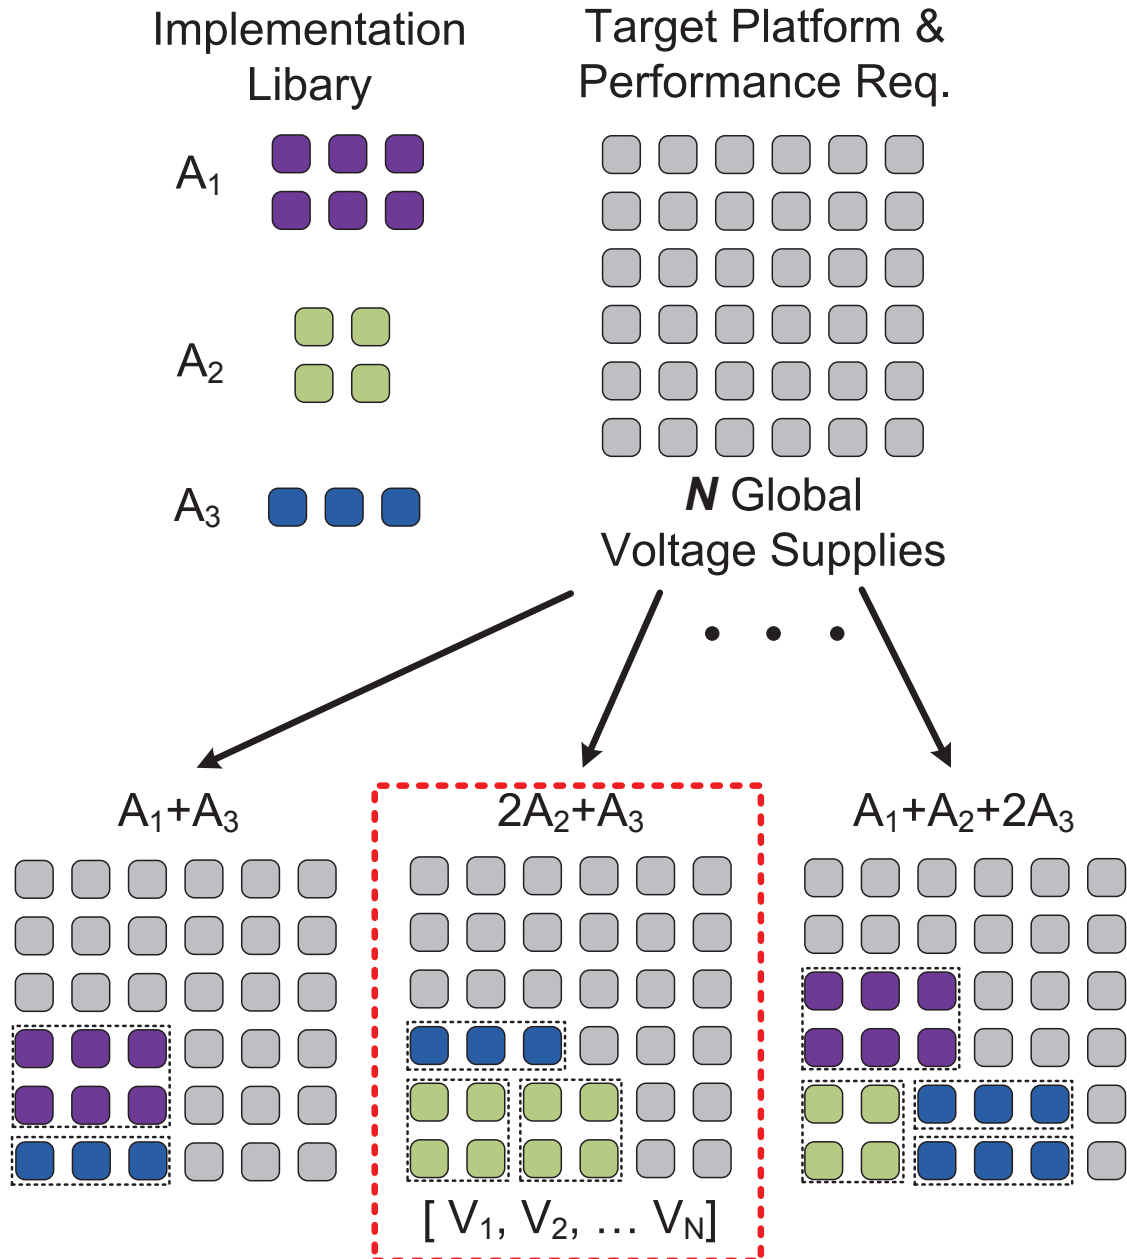 Implementation
Libary
Target Platform &
Performance Req.
A₁
A₂
A₃
N Global
Voltage Supplies
A₁+A₃
2A₂+A₃
A₁+A₂+2A₃
[ V₁, V₂, … V_N]